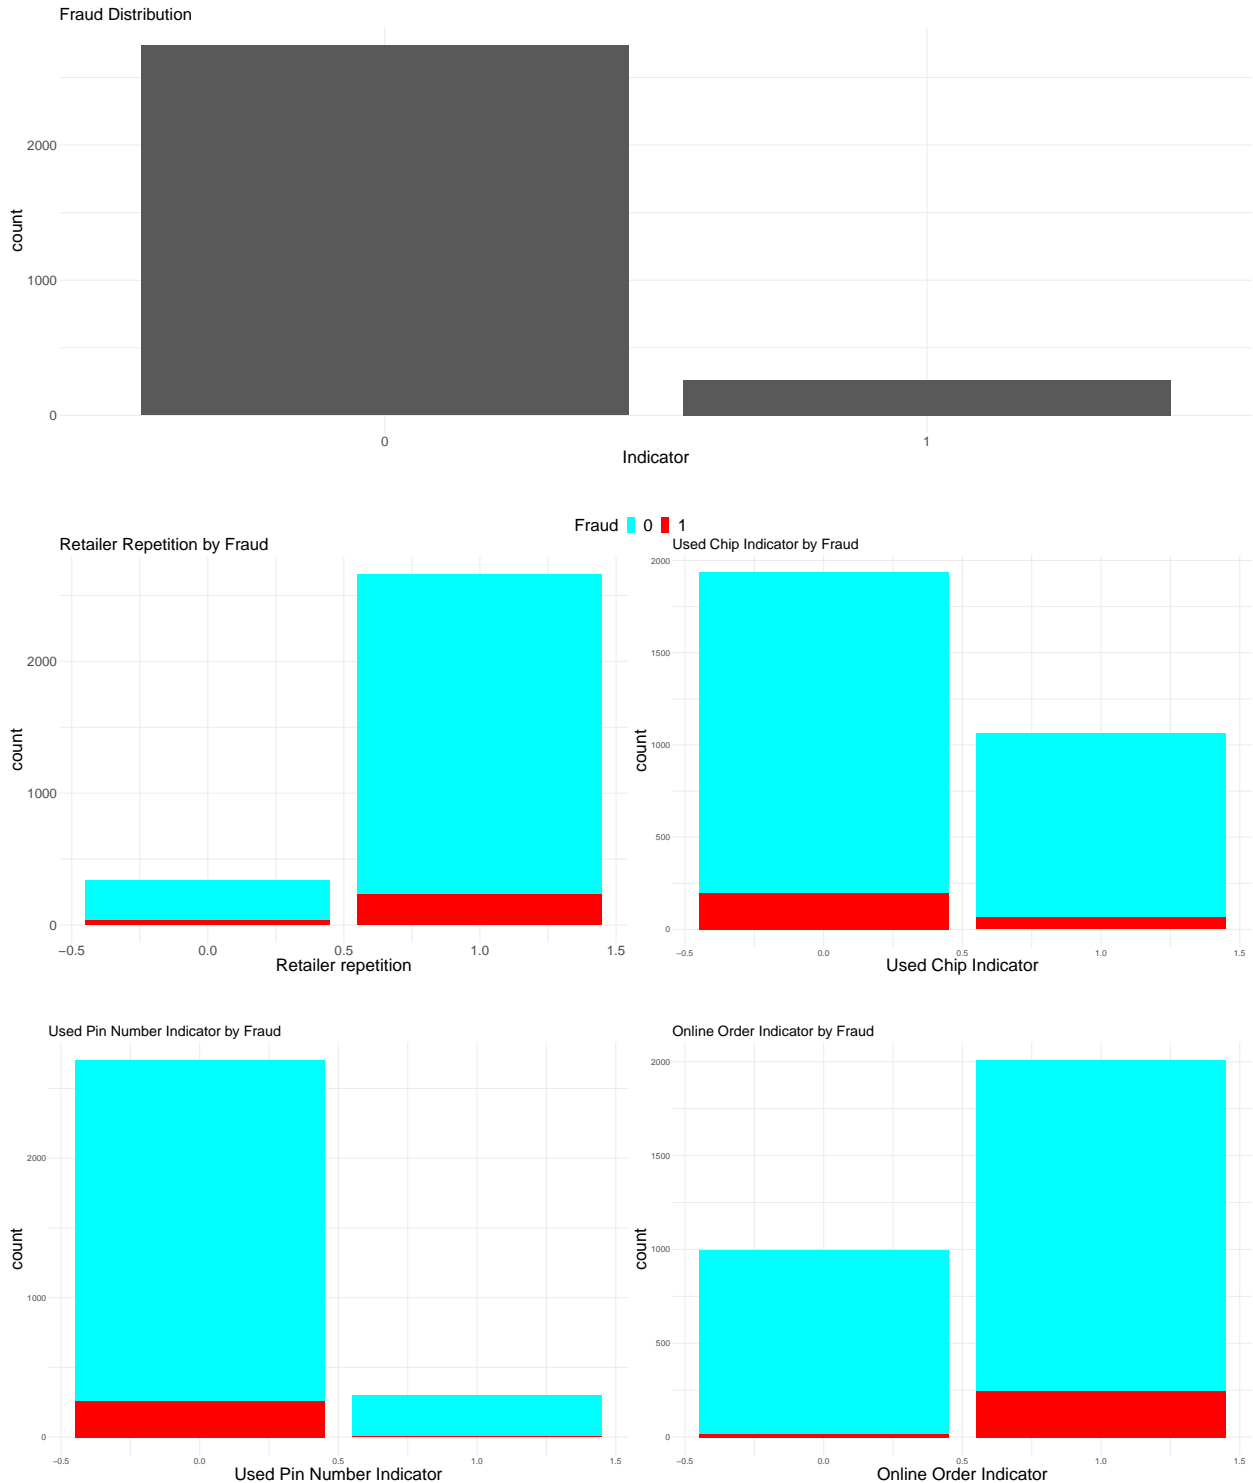 Fraud Distribution
count
2000
1000
0
0 1
Indicator
Fraud 0 1
Retailer Repetition by Fraud
count
2000
1000
0
−0.5 0.0 0.5 1.0 1.5
Retailer repetition
Used Chip Indicator by Fraud
count
2000
1500
1000
500
0
−0.5 0.0 0.5 1.0 1.5
Used Chip Indicator
Used Pin Number Indicator by Fraud
count
2000
1000
0
−0.5 0.0 0.5 1.0 1.5
Used Pin Number Indicator
Online Order Indicator by Fraud
count
2000
1500
1000
500
0
−0.5 0.0 0.5 1.0 1.5
Online Order Indicator